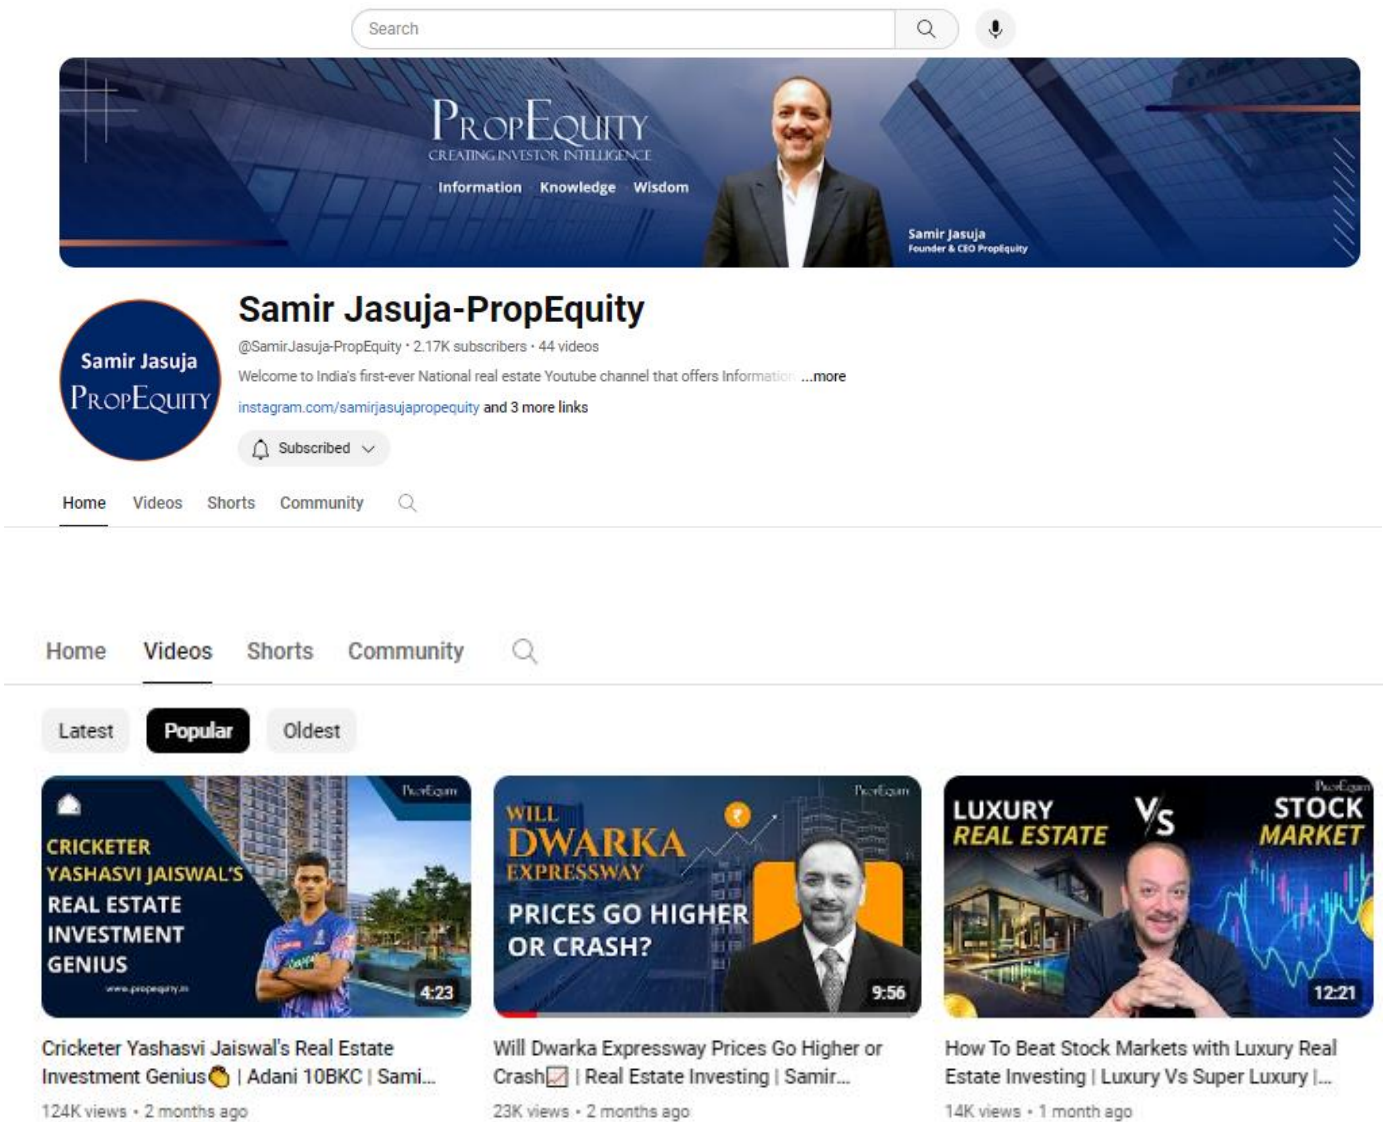 Search
PROPEQUITY
CREATING INVESTOR INTELLIGENCE
Information Knowledge Wisdom
Samir Jasuja
Founder & CEO PropEquity
Samir Jasuja
PROPEQUITY
Samir Jasuja-PropEquity
@SamirJasuja-PropEquity • 2.17K subscribers • 44 videos
Welcome to India's first-ever National real estate Youtube channel that offers Information ...more
instagram.com/samirjasujapropequity and 3 more links
Subscribed
Home Videos Shorts Community
Home Videos Shorts Community
Latest Popular Oldest
PropEquity
CRICKETER
YASHASVI JAISWAL'S
REAL ESTATE
INVESTMENT
GENIUS
www.propequity.in
4:23
PropEquity
WILL
DWARKA
EXPRESSWAY
PRICES GO HIGHER
OR CRASH?
9:56
PropEquity
LUXURY
REAL ESTATE
Vs
STOCK
MARKET
12:21
Cricketer Yashasvi Jaiswal's Real Estate
Investment Genius👏 | Adani 10BKC | Sami...
124K views • 2 months ago
Will Dwarka Expressway Prices Go Higher or
Crash📈 | Real Estate Investing | Samir...
23K views • 2 months ago
How To Beat Stock Markets with Luxury Real
Estate Investing | Luxury Vs Super Luxury |...
14K views • 1 month ago